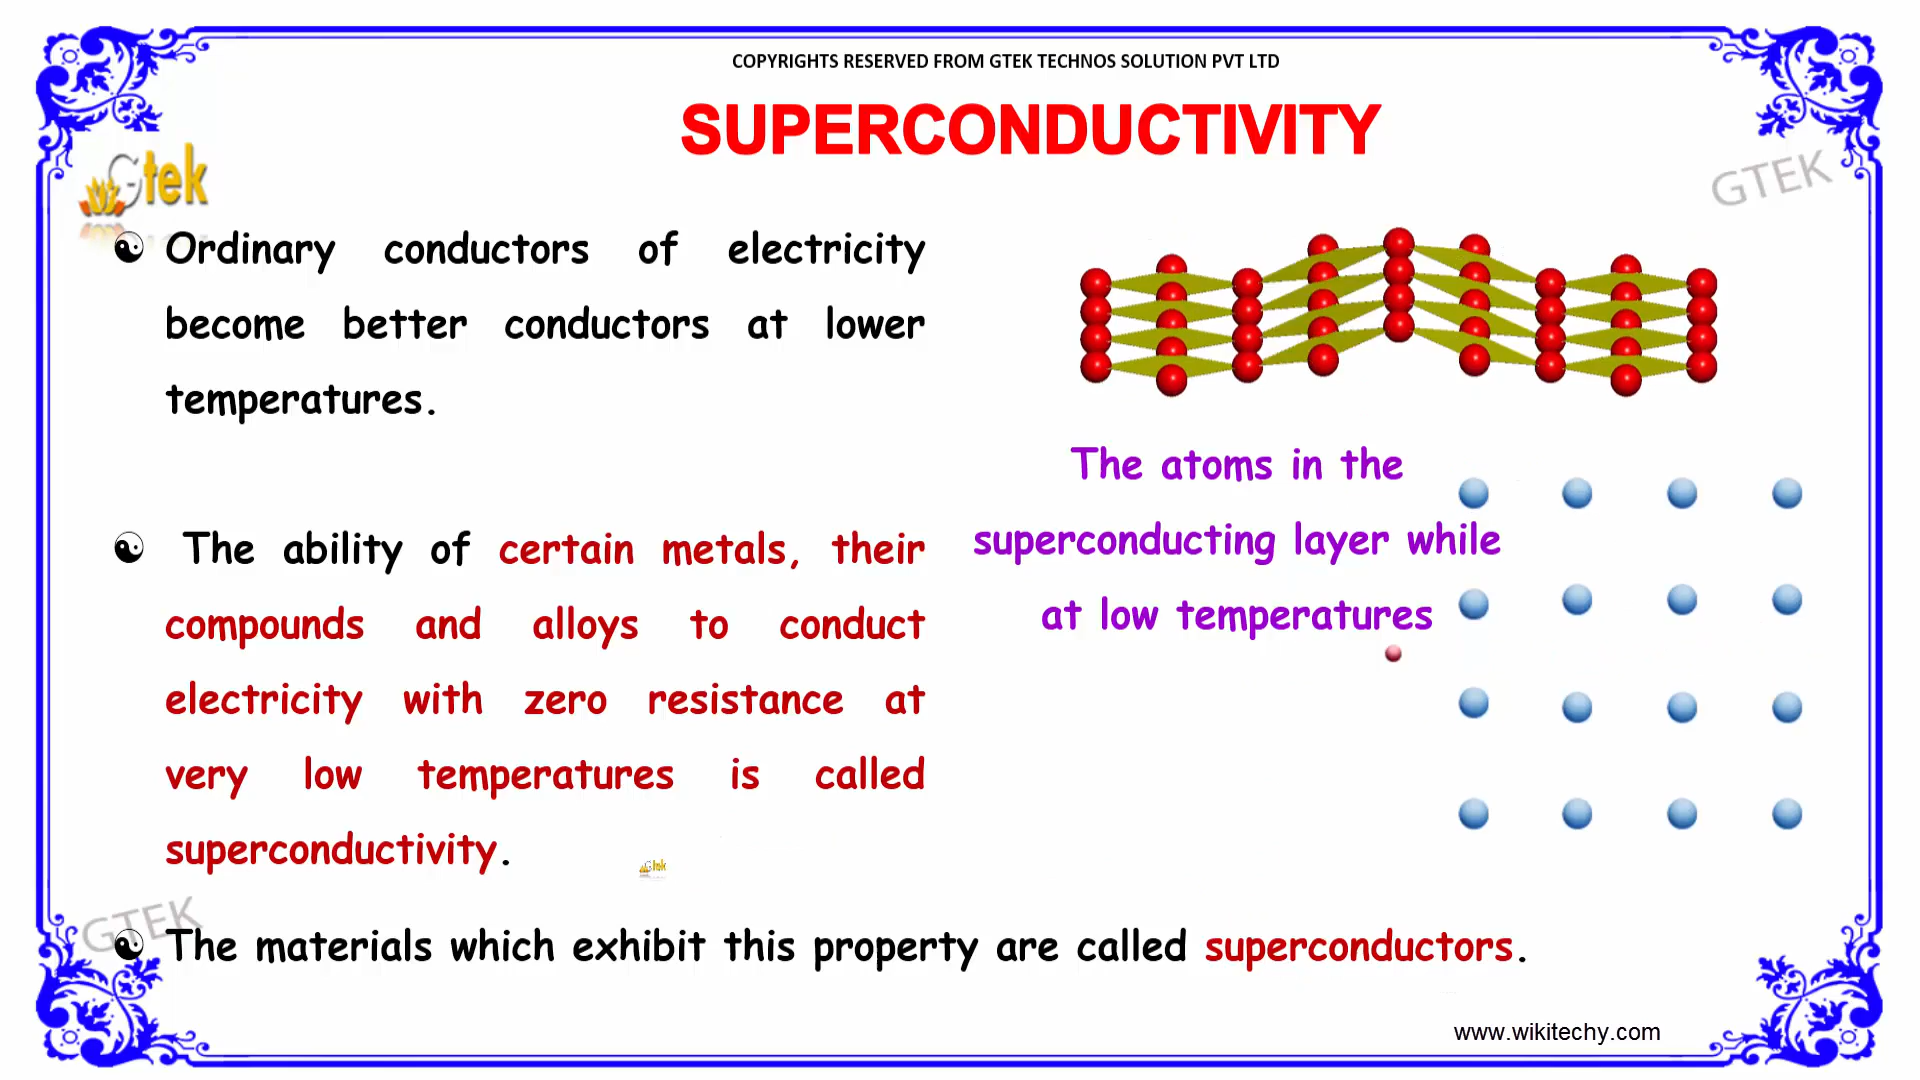 COPYRIGHTS RESERVED FROM GTEK TECHNOS SOLUTION PVT LTD
SUPERCONDUCTIVITY
Gtek
GTEK
Ordinary conductors of electricity
become better conductors at lower
temperatures.
The ability of certain metals, their
compounds and alloys to conduct
electricity with zero resistance at
very low temperatures is called
superconductivity.
The atoms in the
superconducting layer while
at low temperatures
Gtek
GTEK
The materials which exhibit this property are called superconductors.
www.wikitechy.com